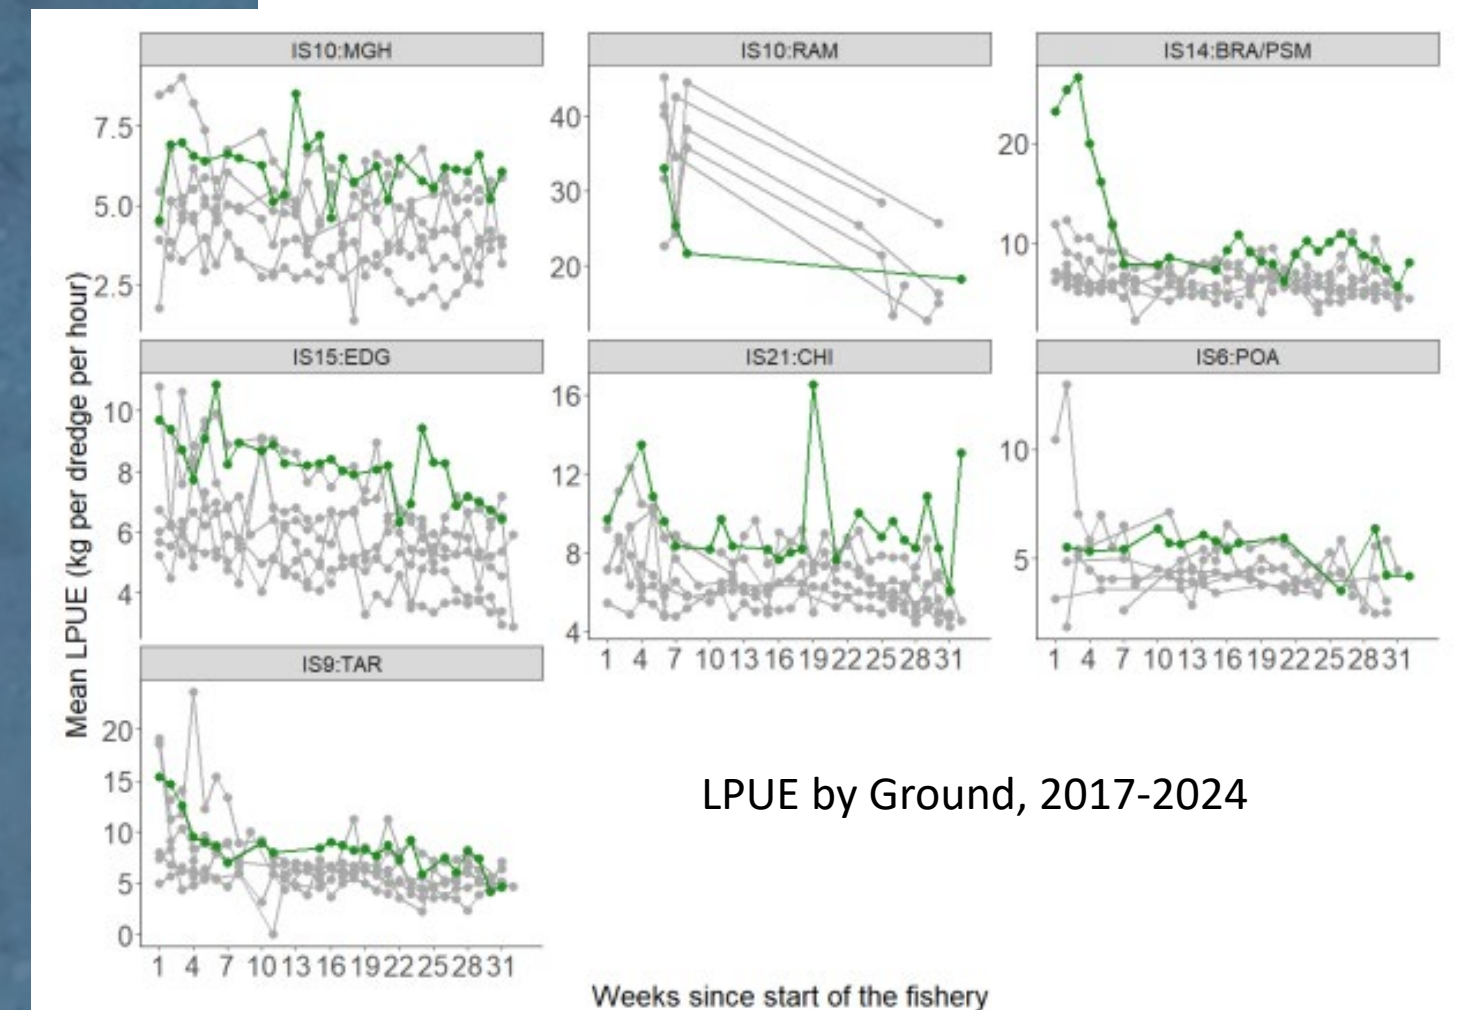 IS10:MGH
IS10:RAM
IS14:BRA/PSM
7.5
5.0
2.5
40
30
20
20
10
Mean LPUE (kg per dredge per hour)
IS15:EDG
IS21:CHI
IS6:POA
10
8
6
4
16
12
8
4
10
5
1 4 7 10 13 16 19 22 25 28 31
1 4 7 10 13 16 19 22 25 28 31
IS9:TAR
20
15
10
5
0
1 4 7 10 13 16 19 22 25 28 31
LPUE by Ground, 2017-2024
Weeks since start of the fishery